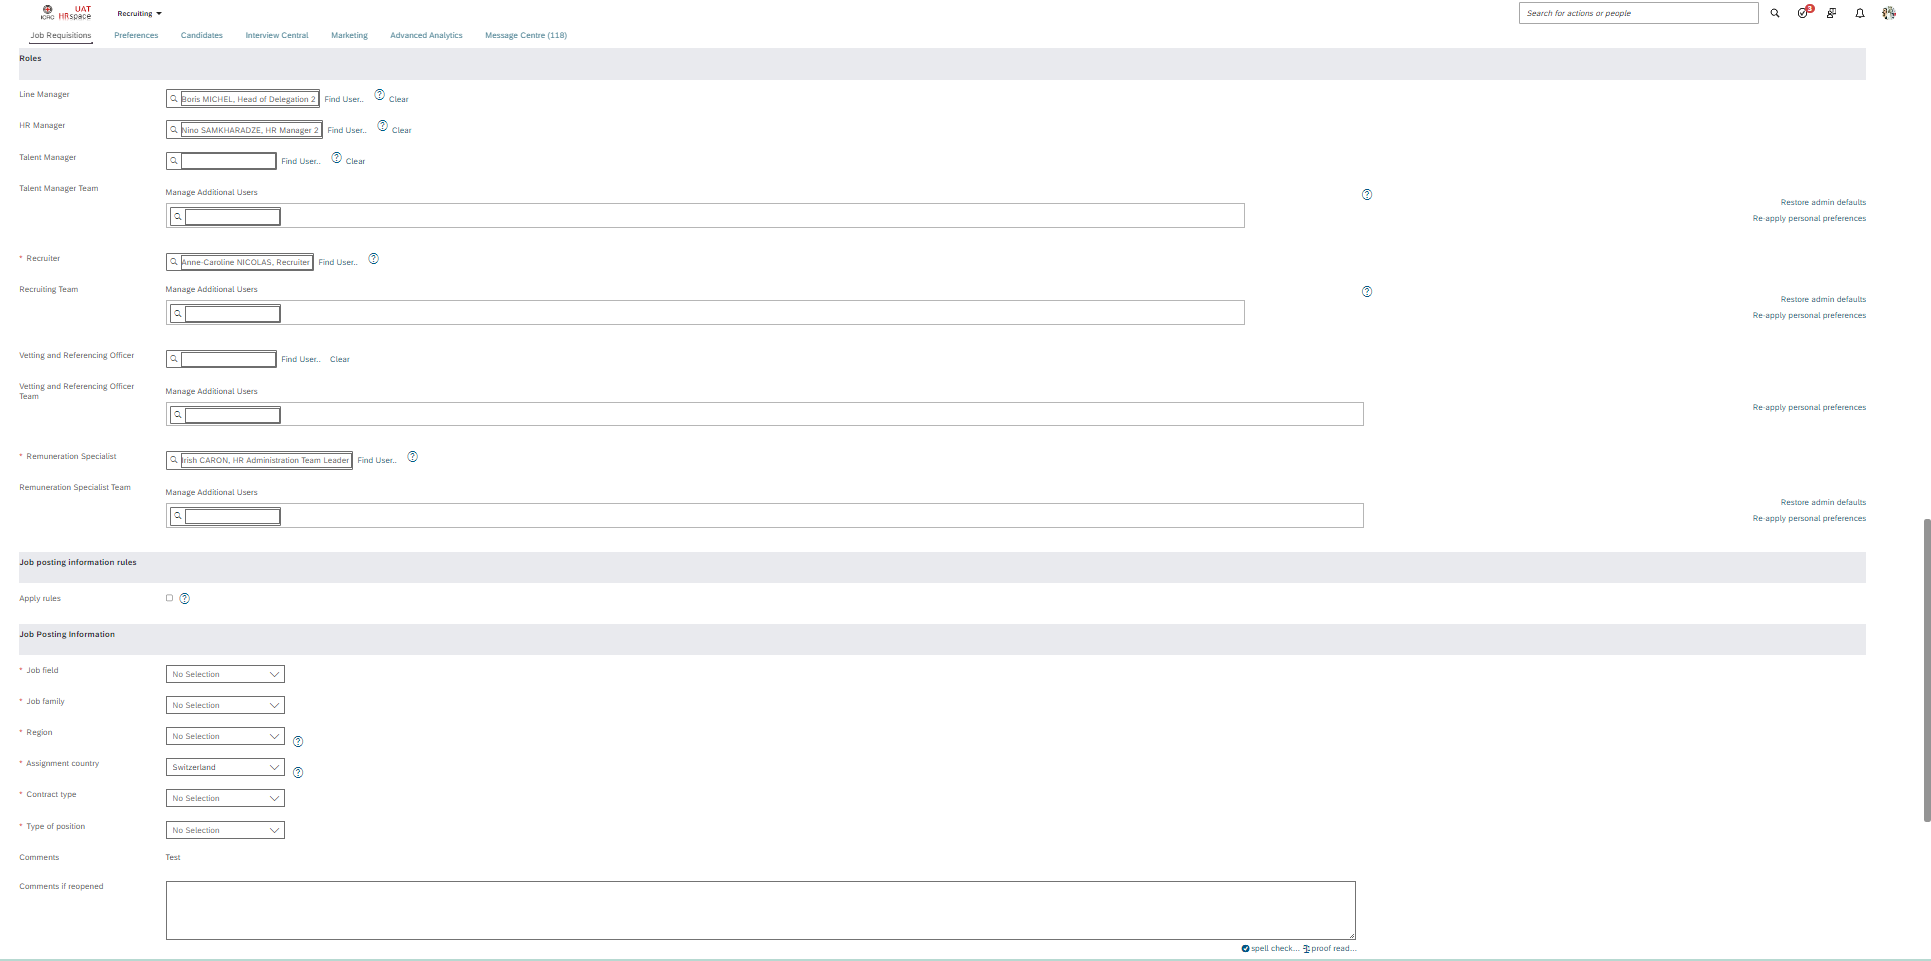 UAT
ICRC HRspace
Recruiting
Search for actions or people
3
Job Requisitions Preferences Candidates Interview Central Marketing Advanced Analytics Message Centre (118)
Roles
Line Manager
Boris MICHEL, Head of Delegation 2 Find User.. ? Clear
HR Manager
Nino SAMKHARADZE, HR Manager 2 Find User.. ? Clear
Talent Manager
Find User.. ? Clear
Talent Manager Team
Manage Additional Users ?
Restore admin defaults
Re-apply personal preferences
* Recruiter
Anne-Caroline NICOLAS, Recruiter Find User.. ?
Recruiting Team
Manage Additional Users ?
Restore admin defaults
Re-apply personal preferences
Vetting and Referencing Officer
Find User.. Clear
Vetting and Referencing Officer
Team
Manage Additional Users
Re-apply personal preferences
* Remuneration Specialist
Irish CARON, HR Administration Team Leader Find User.. ?
Remuneration Specialist Team
Manage Additional Users
Restore admin defaults
Re-apply personal preferences
Job posting information rules
Apply rules ?
Job Posting Information
* Job field No Selection
* Job family No Selection
* Region No Selection ?
* Assignment country Switzerland ?
* Contract type No Selection
* Type of position No Selection
Comments Test
Comments if reopened
spell check... proof read...